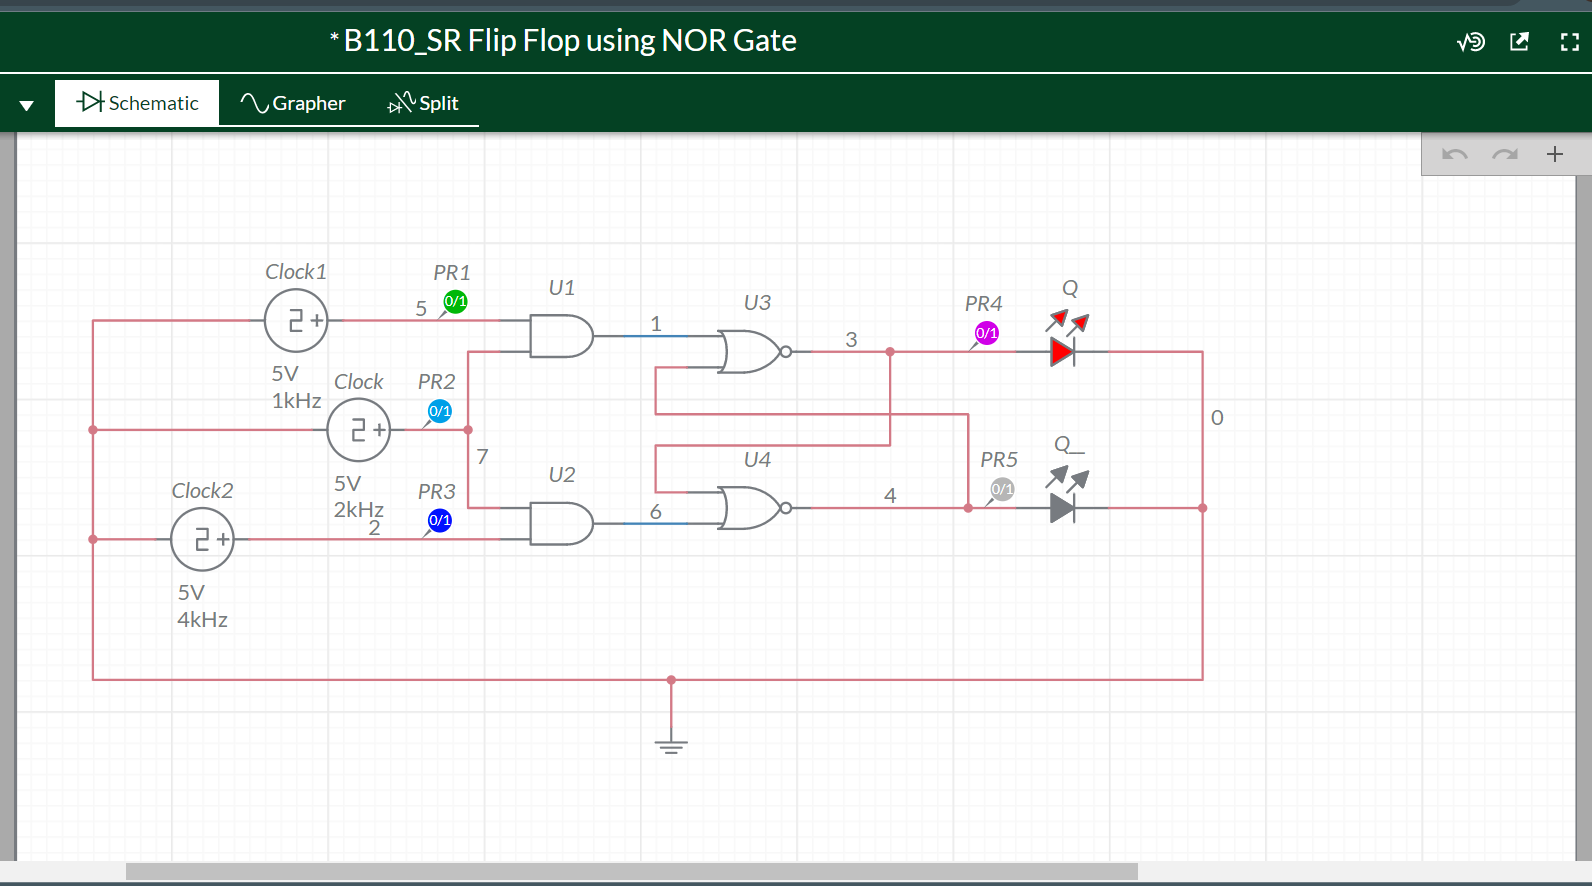 *B110_SR Flip Flop using NOR Gate
Schematic
Grapher
Split
Clock1
5V
1kHz
5
PR1
0/1
U1
1
U3
3
PR4
0/1
Q
Clock
5V
2kHz
PR2
0/1
7
0
Clock2
5V
4kHz
2
PR3
0/1
U2
6
U4
4
PR5
0/1
Q__